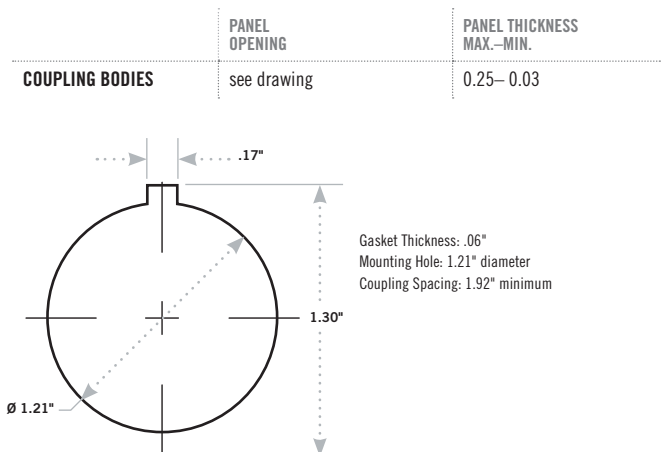 PANEL OPENING
PANEL THICKNESS MAX.–MIN.
COUPLING BODIES see drawing 0.25– 0.03
.17"
Gasket Thickness: .06"
Mounting Hole: 1.21" diameter
Coupling Spacing: 1.92" minimum
1.30"
Ø 1.21"